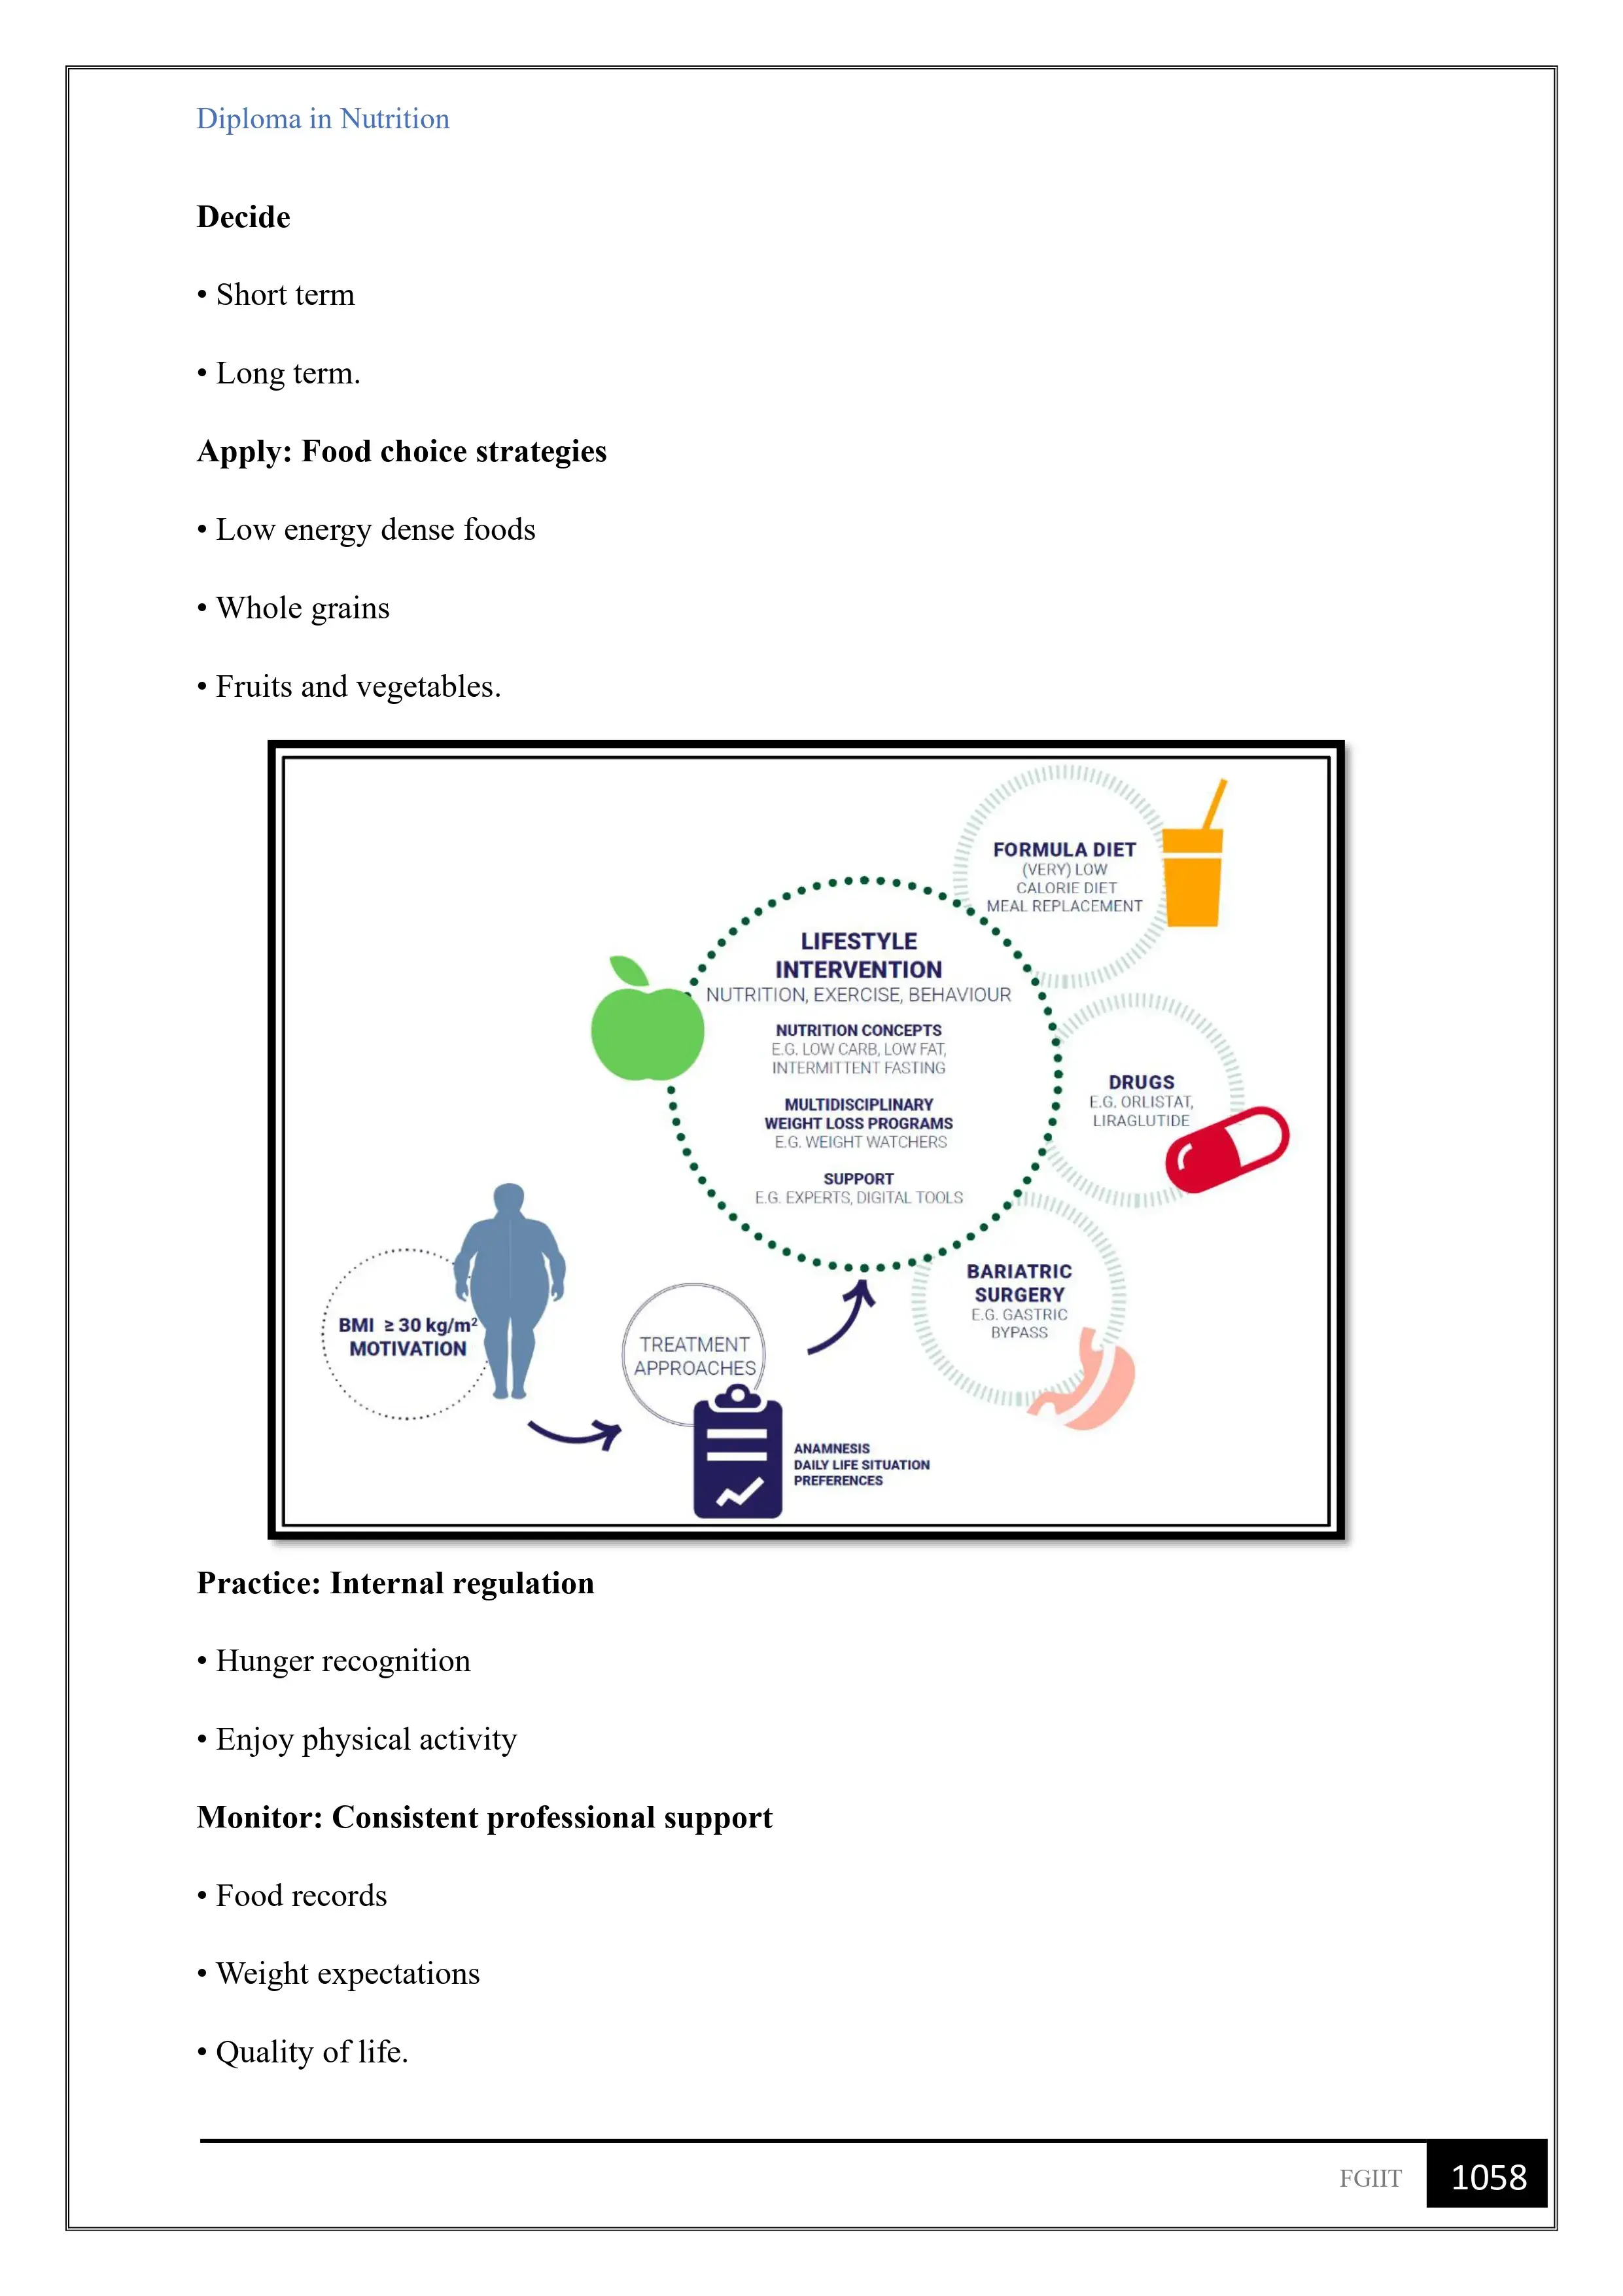 Diploma in Nutrition
Decide
• Short term
• Long term.
Apply: Food choice strategies
• Low energy dense foods
• Whole grains
• Fruits and vegetables.
FORMULA DIET
(VERY) LOW
CALORIE DIET
MEAL REPLACEMENT
LIFESTYLE
INTERVENTION
NUTRITION, EXERCISE, BEHAVIOUR
NUTRITION CONCEPTS
E.G. LOW CARB, LOW FAT,
INTERMITTENT FASTING
MULTIDISCIPLINARY
WEIGHT LOSS PROGRAMS
E.G. WEIGHT WATCHERS
SUPPORT
E.G. EXPERTS, DIGITAL TOOLS
DRUGS
E.G. ORLISTAT,
LIRAGLUTIDE
BARIATRIC
SURGERY
E.G. GASTRIC
BYPASS
BMI ≥ 30 kg/m²
MOTIVATION
TREATMENT
APPROACHES
ANAMNESIS
DAILY LIFE SITUATION
PREFERENCES
Practice: Internal regulation
• Hunger recognition
• Enjoy physical activity
Monitor: Consistent professional support
• Food records
• Weight expectations
• Quality of life.
FGIIT 1058